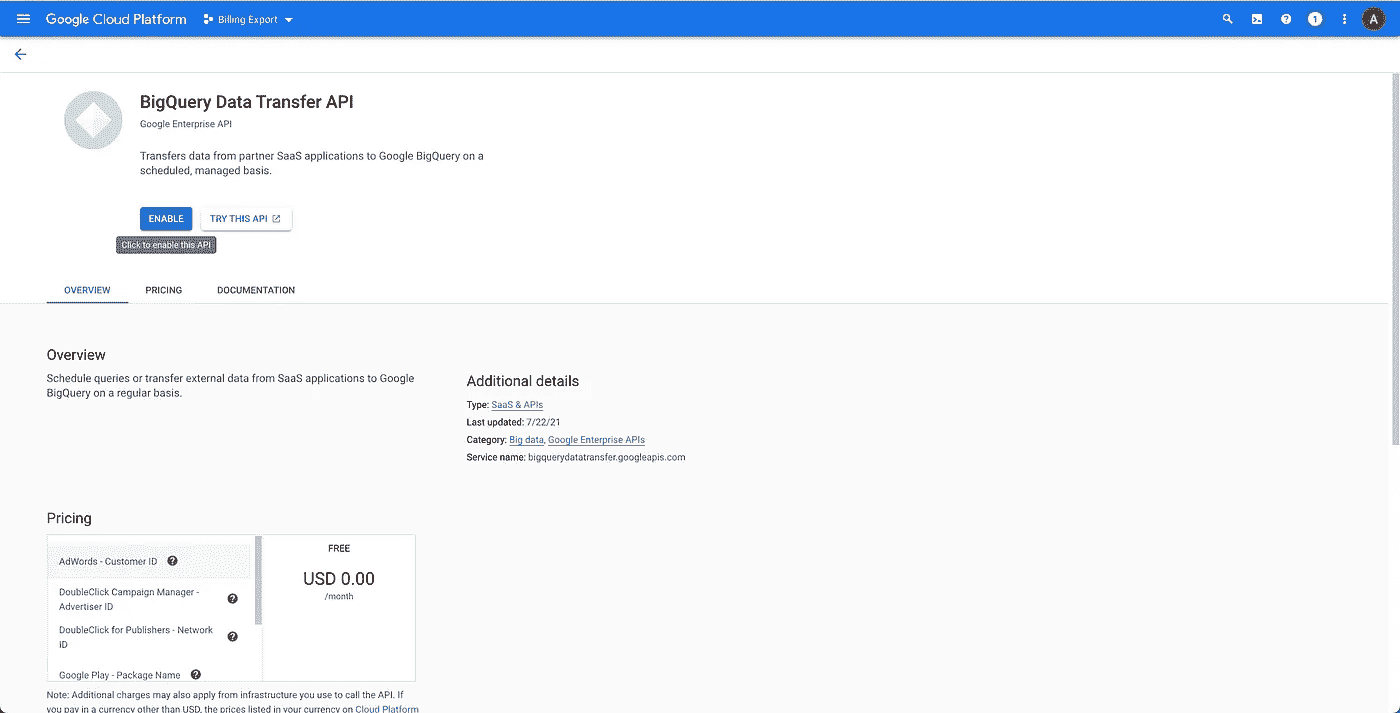 Google Cloud Platform Billing Export 1 A
BigQuery Data Transfer API
Google Enterprise API
Transfers data from partner SaaS applications to Google BigQuery on a
scheduled, managed basis.
ENABLE TRY THIS API
Click to enable this API
OVERVIEW PRICING DOCUMENTATION
Overview
Schedule queries or transfer external data from SaaS applications to Google
BigQuery on a regular basis.
Additional details
Type: SaaS & APIs
Last updated: 7/22/21
Category: Big data, Google Enterprise APIs
Service name: bigquerydatatransfer.googleapis.com
Pricing
AdWords - Customer ID
DoubleClick Campaign Manager -
Advertiser ID
DoubleClick for Publishers - Network
ID
Google Play - Package Name
FREE
USD 0.00
/month
Note: Additional charges may also apply from infrastructure you use to call the API. If
you pay in a currency other than USD, the prices listed in your currency on Cloud Platform